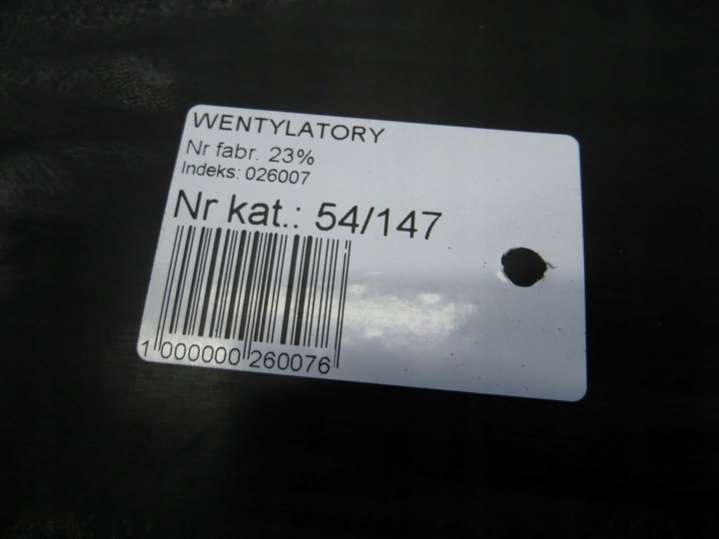 WENTYLATORY
Nr fabr. 23%
Indeks: 026007
Nr kat.: 54/147
1 000000 260076